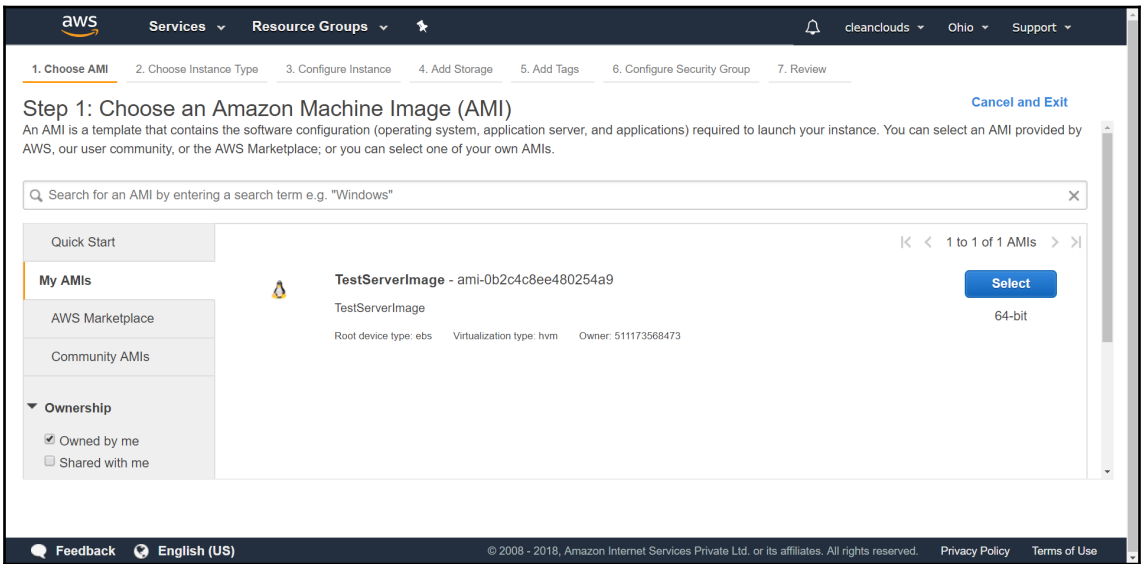 aws Services Resource Groups cleanclouds Ohio Support
1. Choose AMI 2. Choose Instance Type 3. Configure Instance 4. Add Storage 5. Add Tags 6. Configure Security Group 7. Review
Step 1: Choose an Amazon Machine Image (AMI)
Cancel and Exit
An AMI is a template that contains the software configuration (operating system, application server, and applications) required to launch your instance. You can select an AMI provided by
AWS, our user community, or the AWS Marketplace; or you can select one of your own AMIs.
Search for an AMI by entering a search term e.g. "Windows"
Quick Start
My AMIs
AWS Marketplace
Community AMIs
Ownership
Owned by me
Shared with me
1 to 1 of 1 AMIs
TestServerImage - ami-0b2c4c8ee480254a9
Select
TestServerImage
64-bit
Root device type: ebs Virtualization type: hvm Owner: 511173568473
Feedback English (US) © 2008 - 2018, Amazon Internet Services Private Ltd. or its affiliates. All rights reserved. Privacy Policy Terms of Use